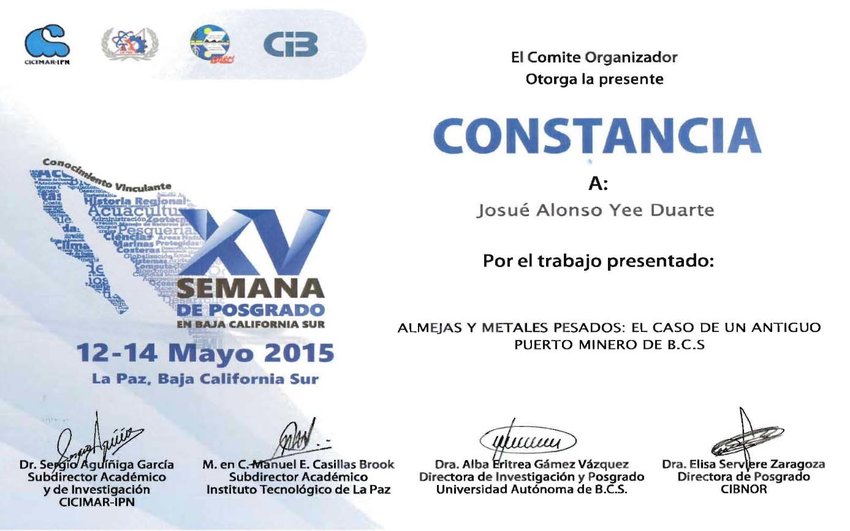 CICIMAR-IPN
CIB
El Comite Organizador
Otorga la presente
CONSTANCIA
A:
Josué Alonso Yee Duarte
Por el trabajo presentado:
ALMEJAS Y METALES PESADOS: EL CASO DE UN ANTIGUO
PUERTO MINERO DE B.C.S
Conocimiento Vinculante
Historia Regional
Acuacultu
Administración
Pesquerías
Ciencias
Marinas Protegidas
Costeras
Clima
XV
SEMANA
DE POSGRADO
EN BAJA CALIFORNIA SUR
12-14 Mayo 2015
La Paz, Baja California Sur
Dr. Sergio Aguíñiga García
Subdirector Académico
y de Investigación
CICIMAR-IPN
M. en C. Manuel E. Casillas Brook
Subdirector Académico
Instituto Tecnológico de La Paz
Dra. Alba Eritrea Gámez Vázquez
Directora de Investigación y Posgrado
Universidad Autónoma de B.C.S.
Dra. Elisa Serviere Zaragoza
Directora de Posgrado
CIBNOR